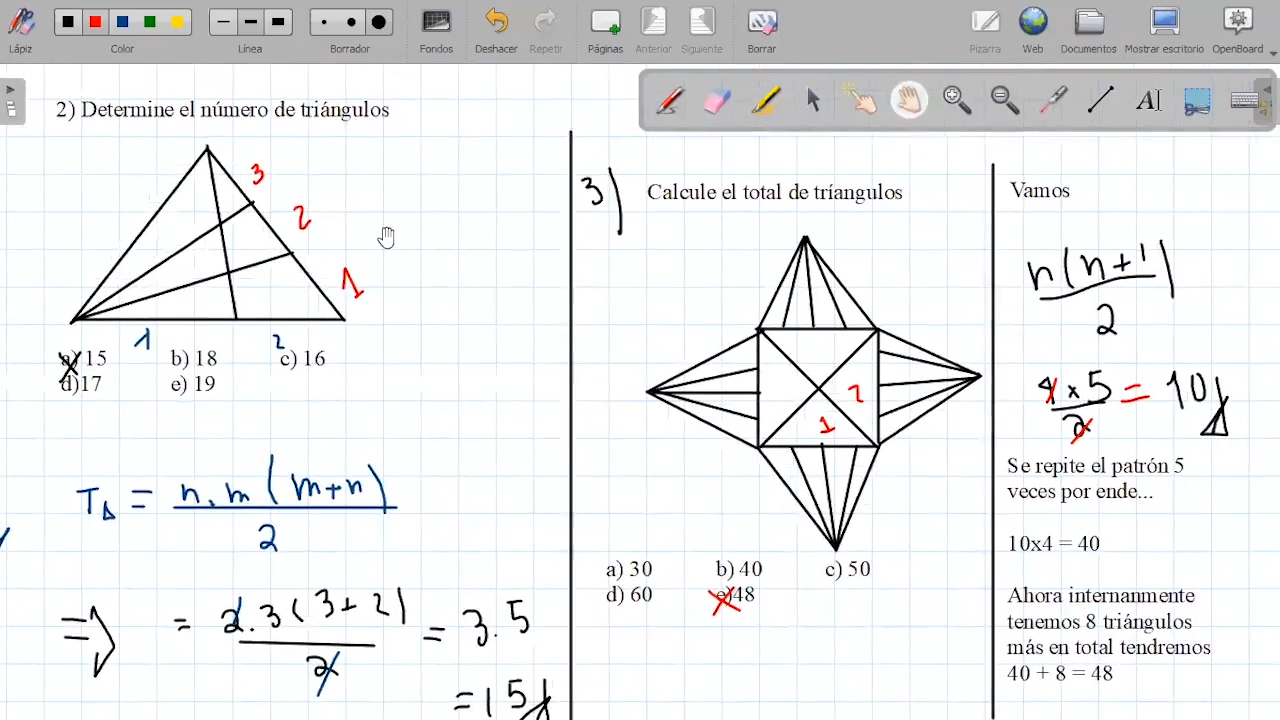 Lápiz
Color
Línea
Borrador
Fondos
Deshacer
Repetir
Páginas
Anterior
Siguiente
Borrar
Pizarra
Web
Documentos
Mostrar escritorio
OpenBoard
2) Determine el número de triángulos
3
2
1
1
2
a) 15 b) 18 c) 16
d)17 e) 19
T△ = n.m(m+n)
2
⇒ = 2.3(3+2) = 3.5
2
= 15
3)
Calcule el total de tríangulos
2
1
a) 30 b) 40 c) 50
d) 60 e)48
Vamos
n(n+1)
2
4x5 = 10
2
Se repite el patrón 5
veces por ende...
10x4 = 40
Ahora internanmente
tenemos 8 triángulos
más en total tendremos
40 + 8 = 48